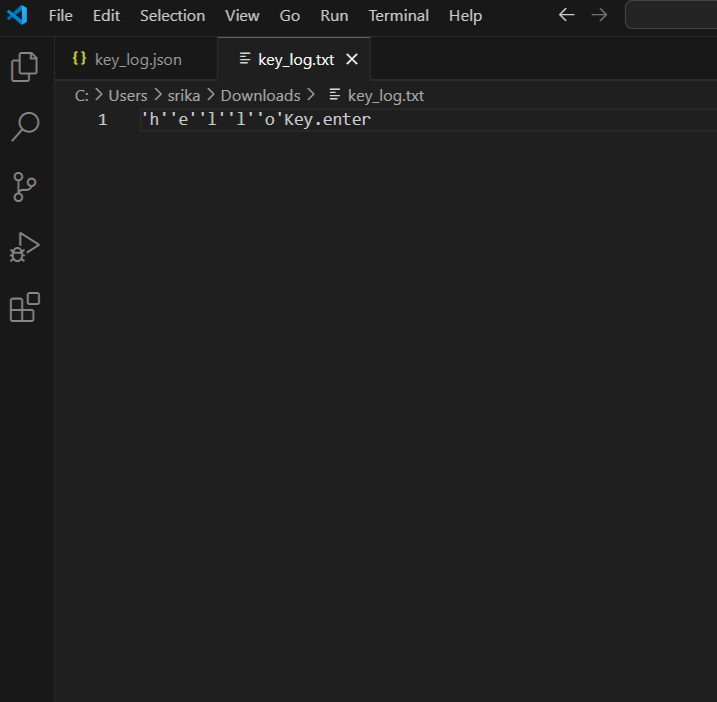 File Edit Selection View Go Run Terminal Help
{} key_log.json key_log.txt
C: > Users > srika > Downloads > key_log.txt
1 'h''e''l''l''o'Key.enter